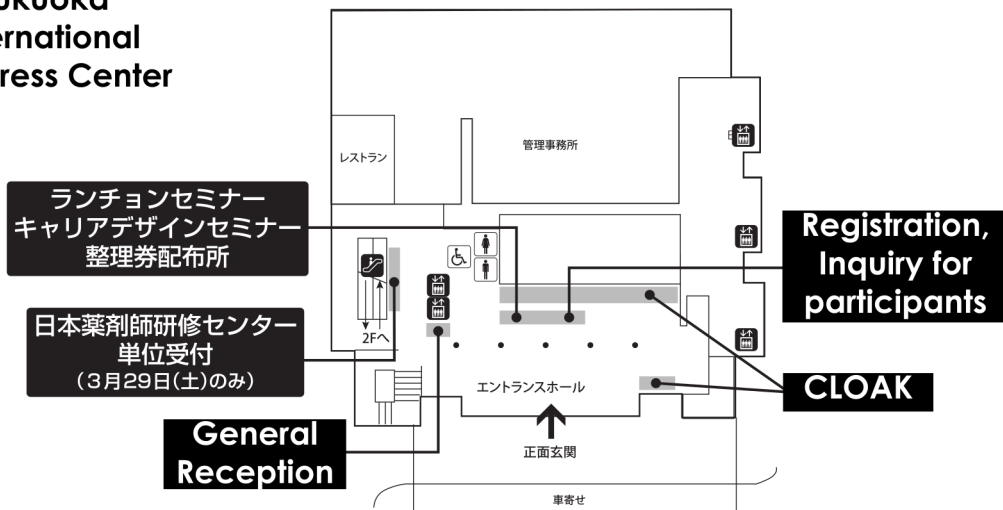 ernational
ress Center
管理事務所
レストラン
ランチョンセミナー
キャリアデザインセミナー
整理券配布所
Registration,
Inquiry for
participants
日本薬剤師研修センター
単位受付
（3月29日(土)のみ）
2Fへ
エントランスホール
CLOAK
General
Reception
正面玄関
車寄せ